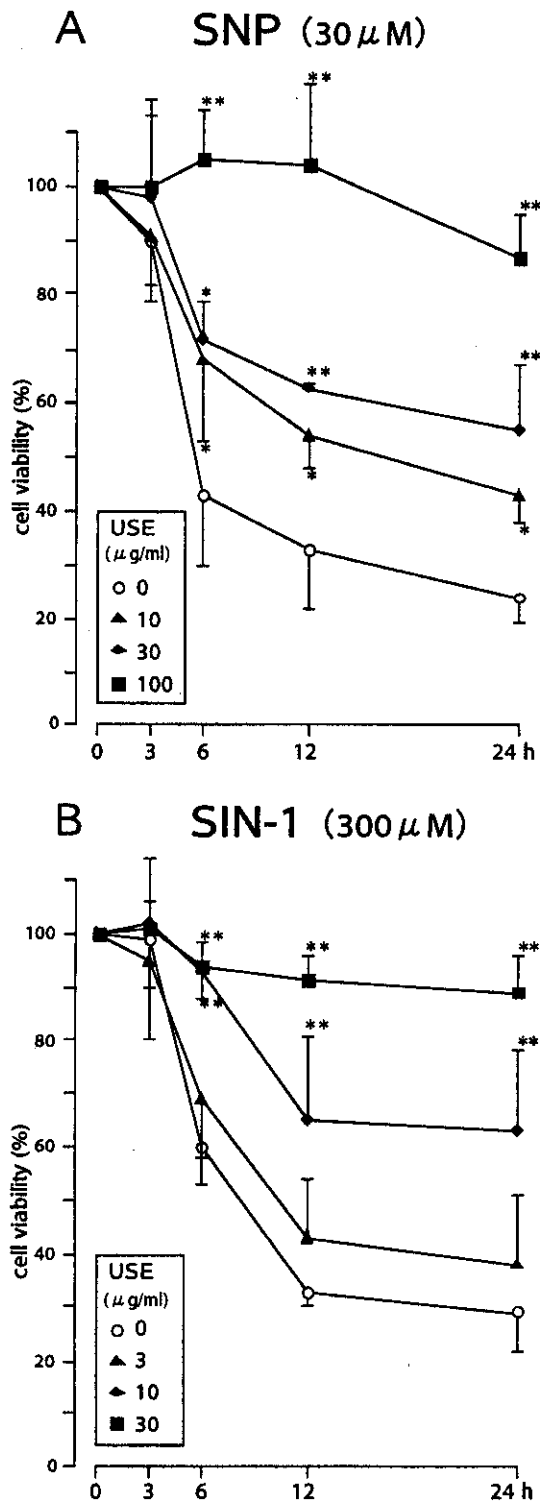 A SNP (30 μM)
** **
100
**
80
*
**
**
60
*
*
*
40
20
0
cell viability (%)
USE
(μg/ml)
0
10
30
100
0 3 6 12 24 h
B SIN-1 (300 μM)
100
** ** **
**
** **
80
60
40
20
0
cell viability (%)
USE
(μg/ml)
0
3
10
30
0 3 6 12 24 h